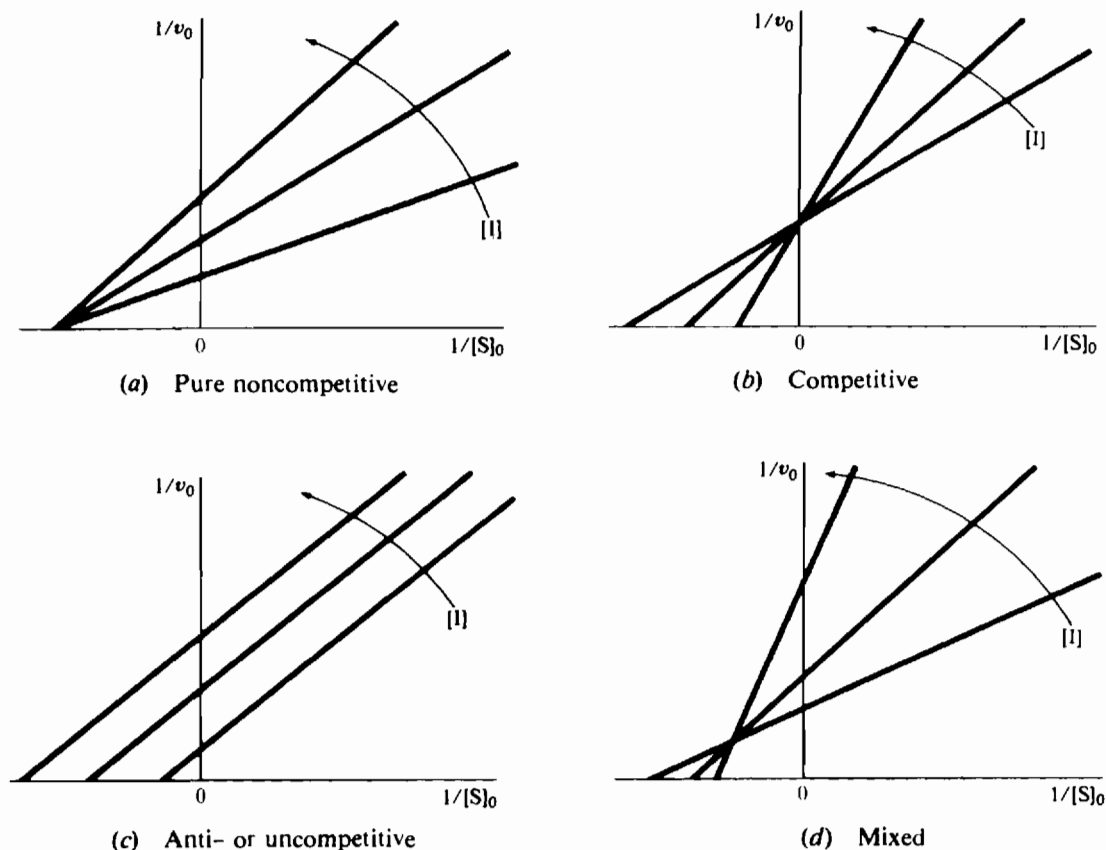 1/v₀
[I]
0
1/[S]₀
(a) Pure noncompetitive
1/v₀
[I]
0
1/[S]₀
(b) Competitive
1/v₀
[I]
0
1/[S]₀
(c) Anti- or uncompetitive
1/v₀
[I]
0
1/[S]₀
(d) Mixed